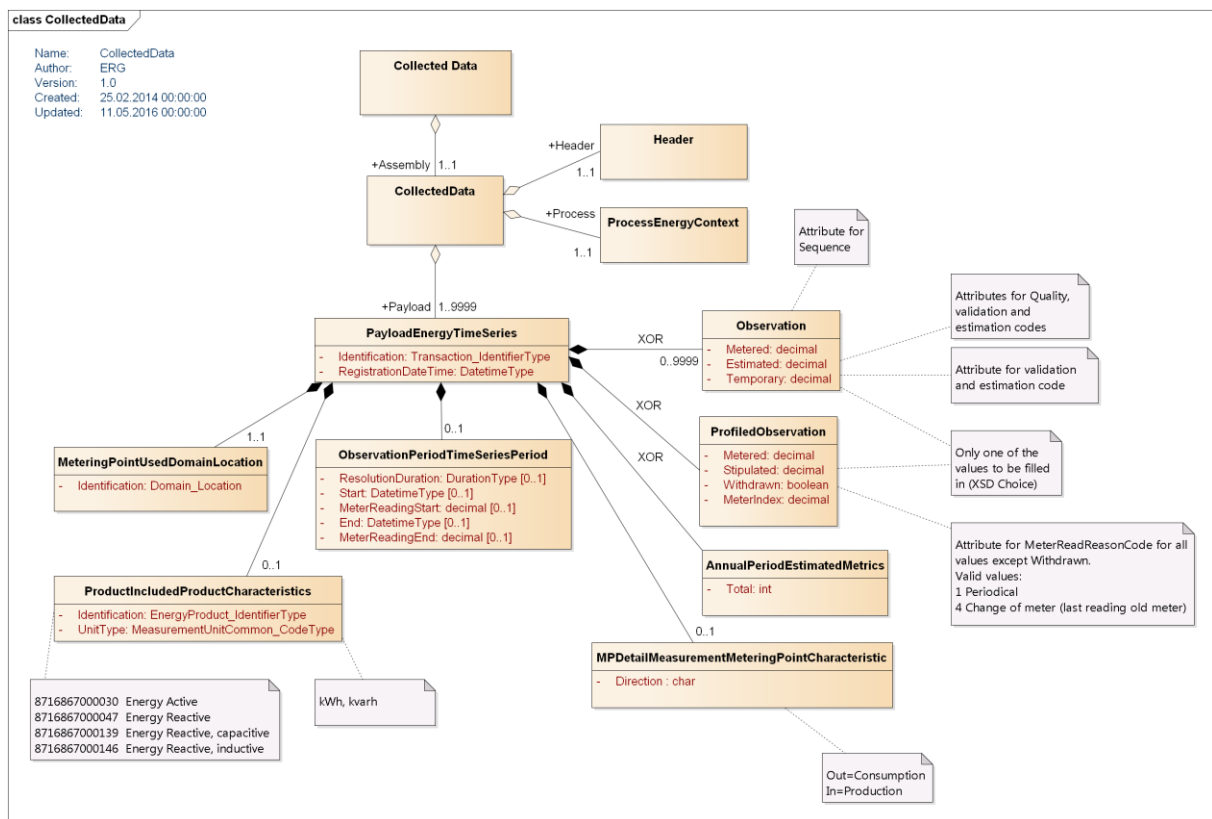 class CollectedData
Name: CollectedData
Author: ERG
Version: 1.0
Created: 25.02.2014 00:00:00
Updated: 11.05.2016 00:00:00
Collected Data
+Assembly 1..1
CollectedData
+Header
1..1
Header
+Process
1..1
ProcessEnergyContext
+Payload 1..9999
PayloadEnergyTimeSeries
- Identification: Transaction_IdentifierType
- RegistrationDateTime: DatetimeType
XOR
0..9999
Observation
- Metered: decimal
- Estimated: decimal
- Temporary: decimal
Attribute for
Sequence
Attributes for Quality,
validation and
estimation codes
Attribute for validation
and estimation code
XOR
ProfiledObservation
- Metered: decimal
- Stipulated: decimal
- Withdrawn: boolean
- MeterIndex: decimal
Only one of the
values to be filled
in (XSD Choice)
Attribute for MeterReadReasonCode for all
values except Withdrawn.
Valid values:
1 Periodical
4 Change of meter (last reading old meter)
1..1
MeteringPointUsedDomainLocation
- Identification: Domain_Location
0..1
ObservationPeriodTimeSeriesPeriod
- ResolutionDuration: DurationType [0..1]
- Start: DatetimeType [0..1]
- MeterReadingStart: decimal [0..1]
- End: DatetimeType [0..1]
- MeterReadingEnd: decimal [0..1]
XOR
AnnualPeriodEstimatedMetrics
- Total: int
0..1
ProductIncludedProductCharacteristics
- Identification: EnergyProduct_IdentifierType
- UnitType: MeasurementUnitCommon_CodeType
0..1
MPDetailMeasurementMeteringPointCharacteristic
- Direction : char
8716867000030 Energy Active
8716867000047 Energy Reactive
8716867000139 Energy Reactive, capacitive
8716867000146 Energy Reactive, inductive
kWh, kvarh
Out=Consumption
In=Production